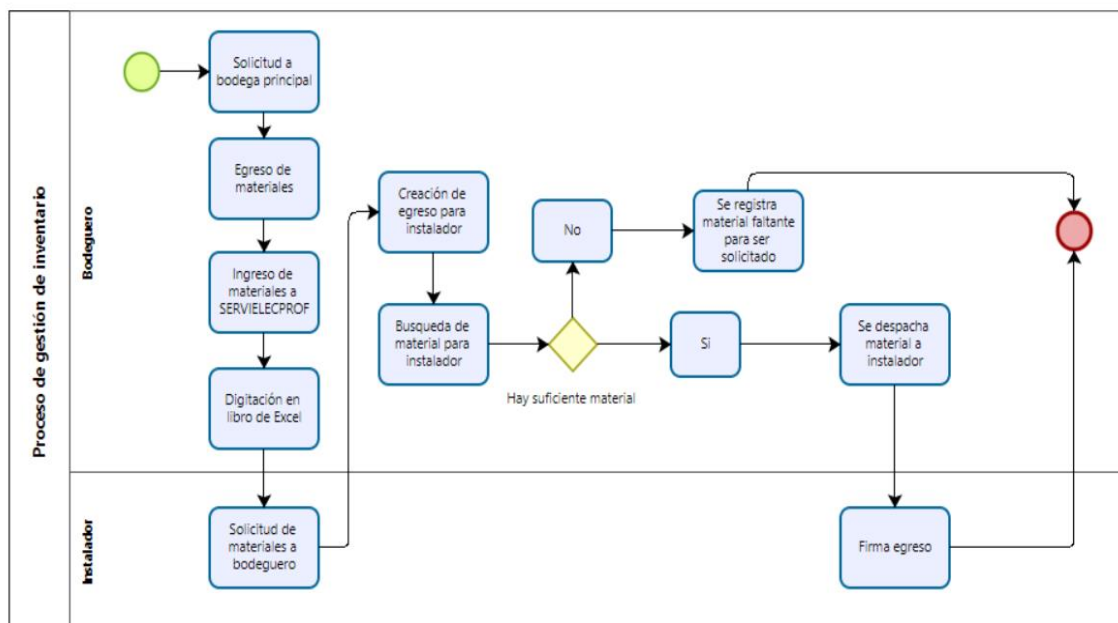 Proceso de gestión de inventario
Bodeguero
Solicitud a
bodega principal
Egreso de
materiales
Ingreso de
materiales a
SERVIELECPROF
Digitación en
libro de Excel
Creación de
egreso para
instalador
Busqueda de
material para
instalador
Hay suficiente material
No
Se registra
material faltante
para ser
solicitado
Si
Se despacha
material a
instalador
Instalador
Solicitud de
materiales a
bodeguero
Firma egreso